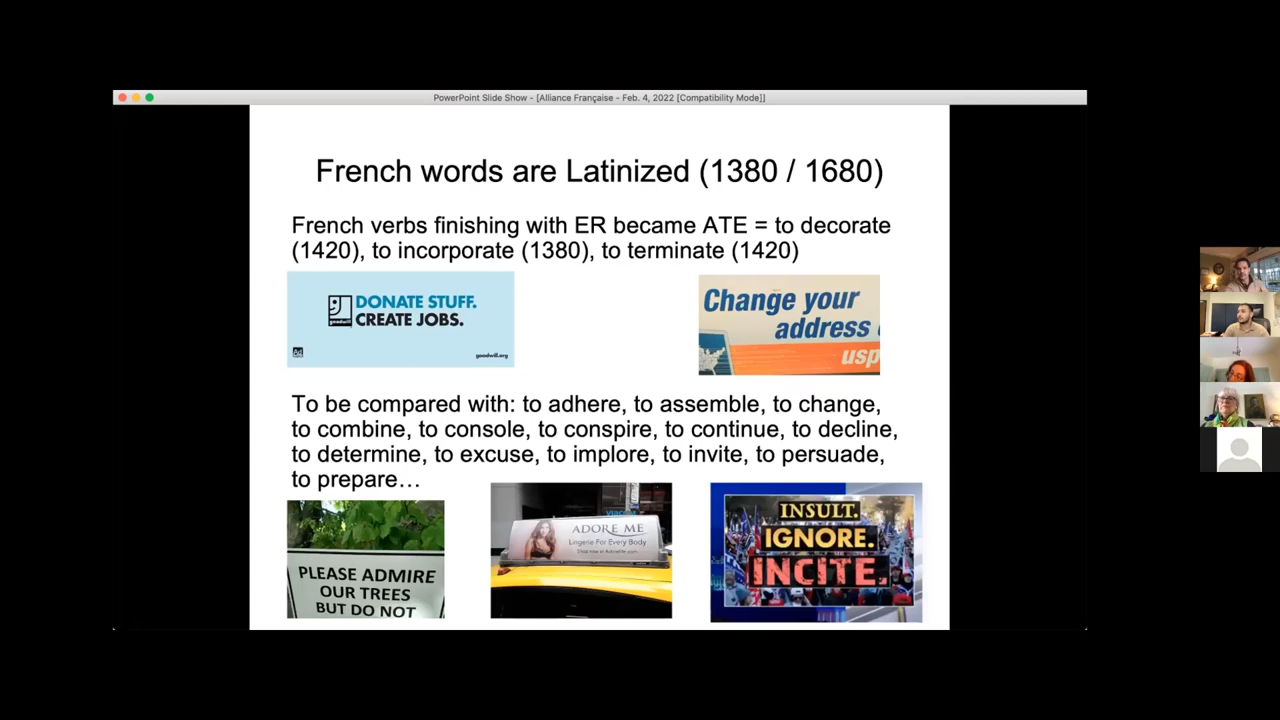 PowerPoint Slide Show - [Alliance Française - Feb. 4, 2022 [Compatibility Mode]]
French words are Latinized (1380 / 1680)
French verbs finishing with ER became ATE = to decorate
(1420), to incorporate (1380), to terminate (1420)
DONATE STUFF.
CREATE JOBS.
goodwill
Ad
goodwill.org
Change your
address
usp
To be compared with: to adhere, to assemble, to change,
to combine, to console, to conspire, to continue, to decline,
to determine, to excuse, to implore, to invite, to persuade,
to prepare…
PLEASE ADMIRE
OUR TREES
BUT DO NOT
viacom
ADORE ME
Lingerie For Every Body
INSULT.
IGNORE.
INCITE.